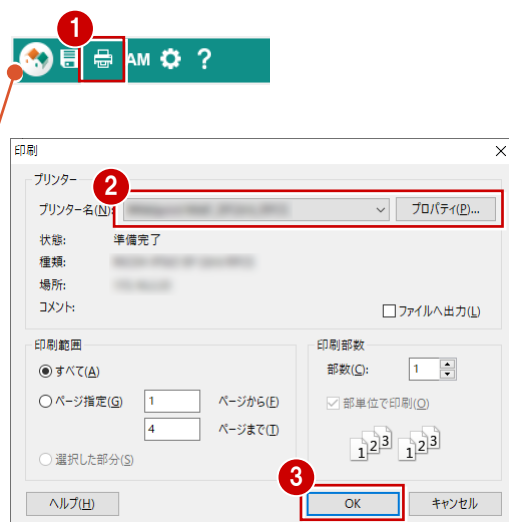 1
AM ?
印刷
プリンター
2
プリンター名(N): プロパティ(P)...
状態: 準備完了
種類:
場所:
コメント: ファイルへ出力(L)
印刷範囲 印刷部数
すべて(A) 部数(C): 1
ページ指定(G) 1 ページから(F) 部単位で印刷(O)
4 ページまで(T)
1 2 3 1 2 3
選択した部分(S)
3
ヘルプ(H) OK キャンセル